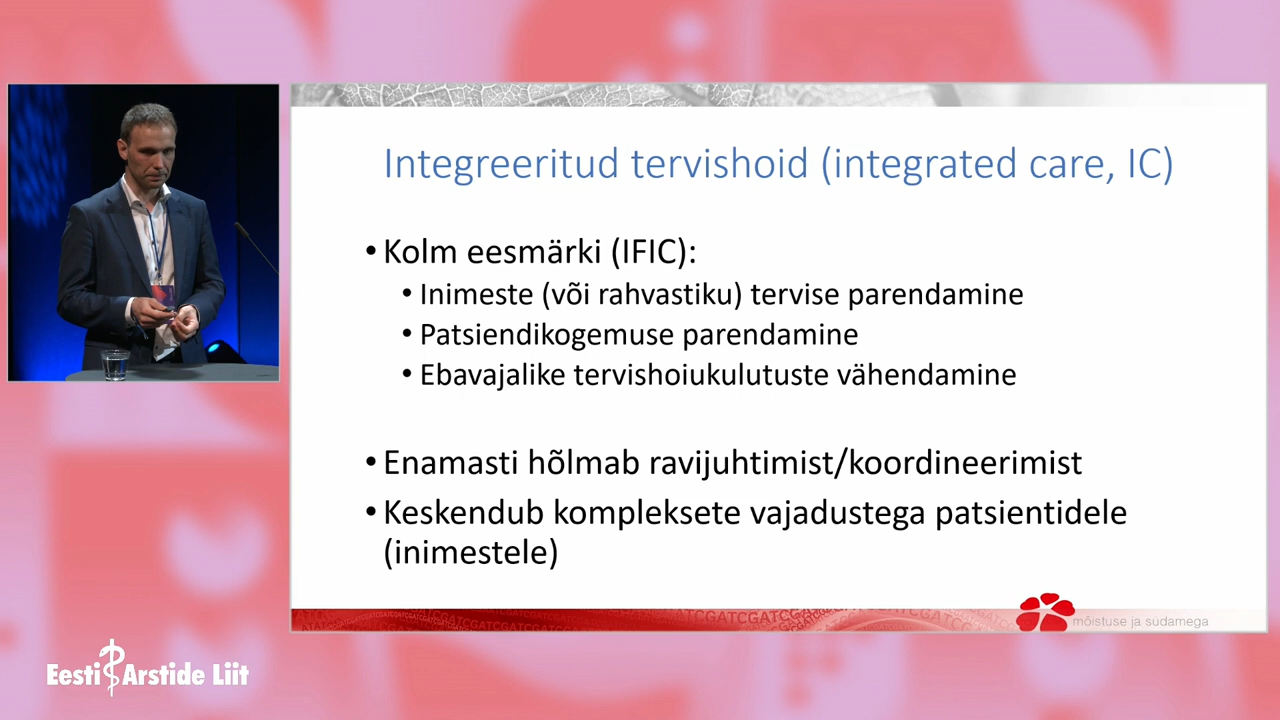 Integreeritud tervishoid (integrated care, IC)
• Kolm eesmärki (IFIC):
• Inimeste (või rahvastiku) tervise parendamine
• Patsiendikogemuse parendamine
• Ebavajalike tervishoiukulutuste vähendamine
• Enamasti hõlmab ravijuhtimist/koordineerimist
• Keskendub komplekssete vajadustega patsientidele
(inimestele)
mõistuse ja südamega
Eesti Arstide Liit